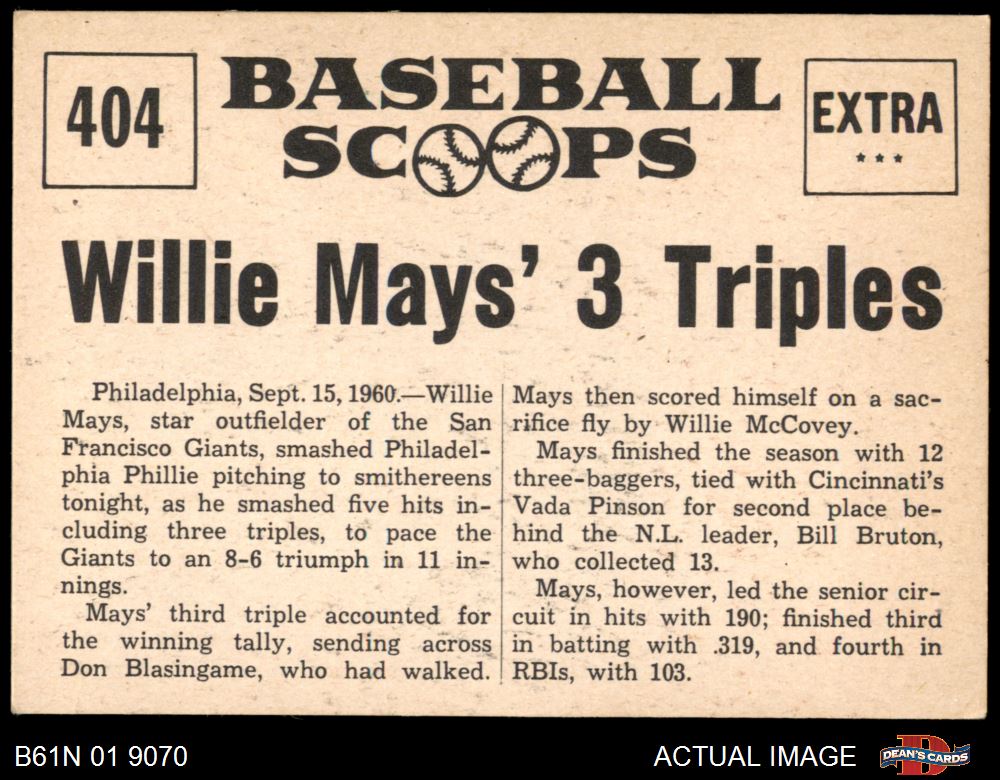 404
BASEBALL
SCOOPS
EXTRA
Willie Mays' 3 Triples
Philadelphia, Sept. 15, 1960.—Willie
Mays, star outfielder of the San
Francisco Giants, smashed Philadel-
phia Phillie pitching to smithereens
tonight, as he smashed five hits in-
cluding three triples, to pace the
Giants to an 8-6 triumph in 11 in-
nings.
Mays' third triple accounted for
the winning tally, sending across
Don Blasingame, who had walked.
Mays then scored himself on a sac-
rifice fly by Willie McCovey.
Mays finished the season with 12
three-baggers, tied with Cincinnati's
Vada Pinson for second place be-
hind the N.L. leader, Bill Bruton,
who collected 13.
Mays, however, led the senior cir-
cuit in hits with 190; finished third
in batting with .319, and fourth in
RBIs, with 103.
B61N 01 9070
ACTUAL IMAGE
D
DEAN'S CARDS